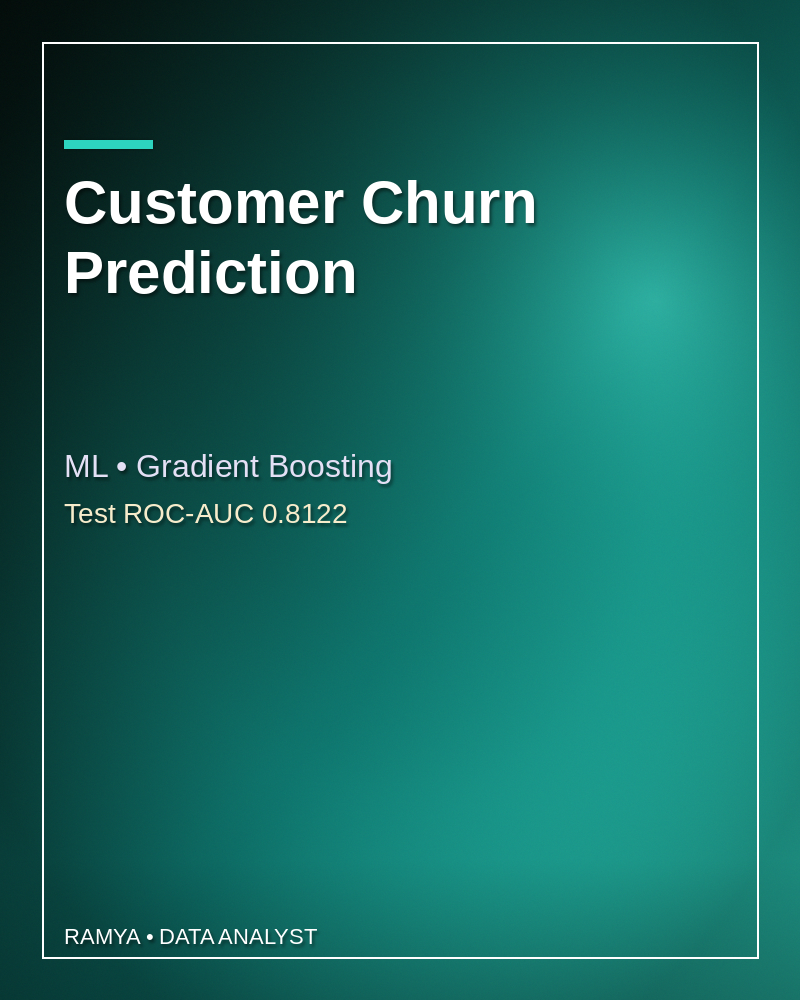 Customer Churn
Prediction
ML • Gradient Boosting
Test ROC-AUC 0.8122
RAMYA • DATA ANALYST